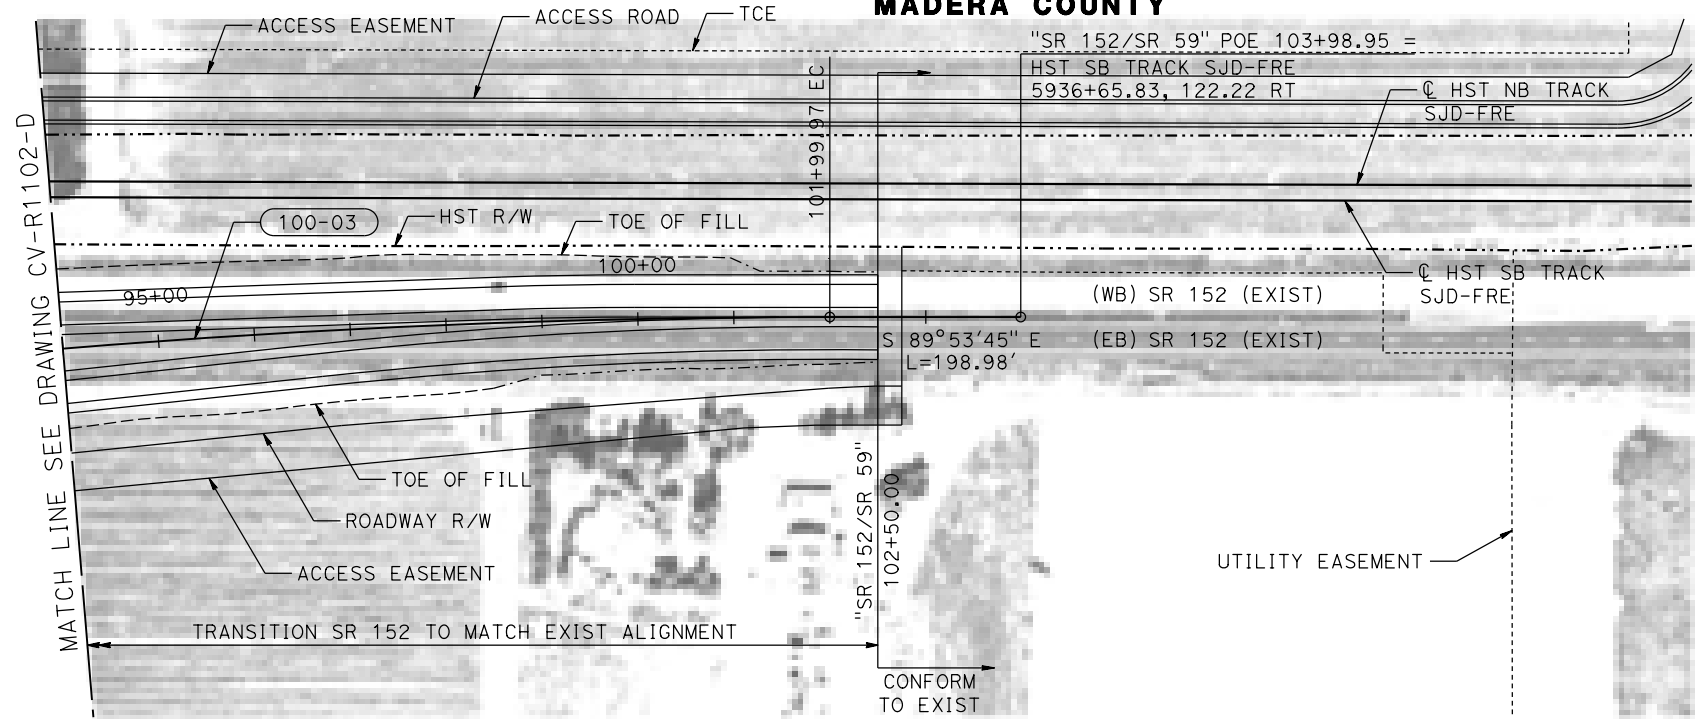 MADERA COUNTY
ACCESS EASEMENT
ACCESS ROAD
TCE
"SR 152/SR 59" POE 103+98.95 =
HST SB TRACK SJD-FRE
5936+65.83, 122.22 RT
℄ HST NB TRACK
SJD-FRE
101+99.97 EC
MATCH LINE SEE DRAWING CV-R1102-D
100-03
HST R/W
TOE OF FILL
100+00
95+00
℄ HST SB TRACK
SJD-FRE
(WB) SR 152 (EXIST)
S 89°53'45" E
(EB) SR 152 (EXIST)
L=198.98'
"SR 152/SR 59"
102+50.00
TOE OF FILL
ROADWAY R/W
ACCESS EASEMENT
UTILITY EASEMENT
TRANSITION SR 152 TO MATCH EXIST ALIGNMENT
CONFORM
TO EXIST